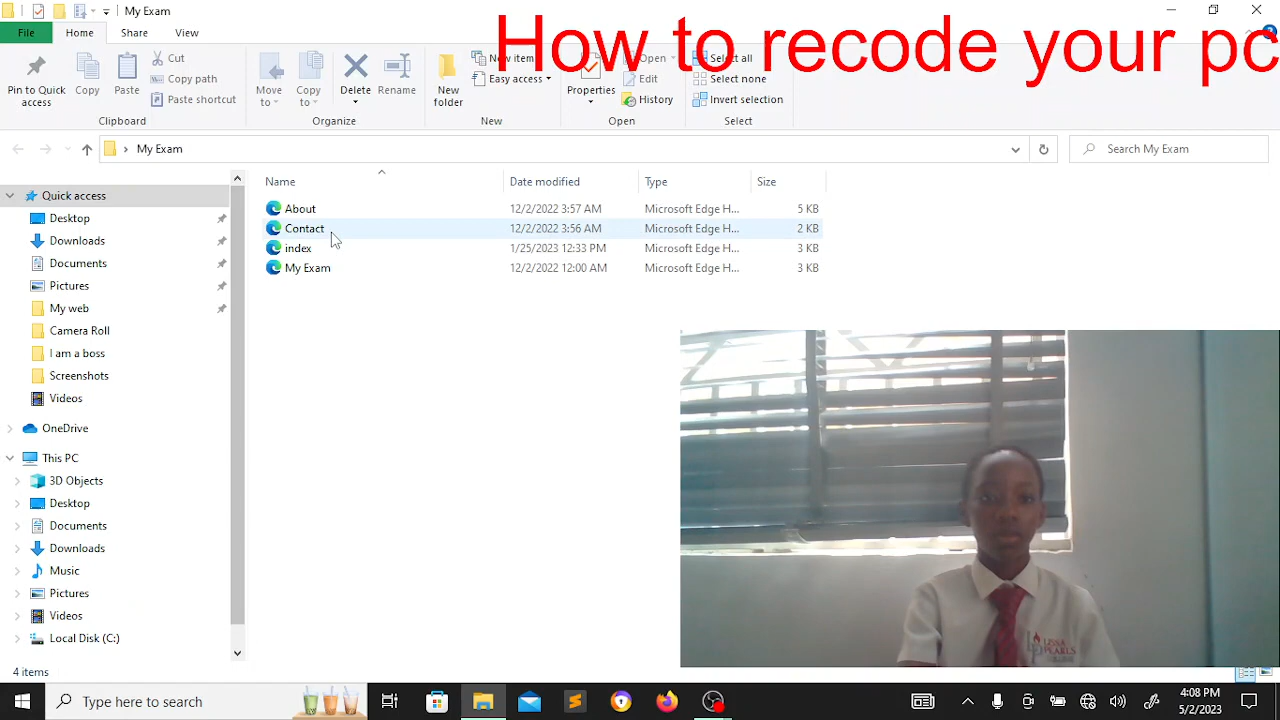 My Exam
How to recode your pc
File Home Share View
Pin to Quick access
Copy
Paste
Cut
Copy path
Paste shortcut
Clipboard
Move to
Copy to
Delete
Rename
Organize
New folder
New item
Easy access
New
Properties
Open
Edit
History
Open
Select all
Select none
Invert selection
Select
My Exam
Search My Exam
Name Date modified Type Size
About 12/2/2022 3:57 AM Microsoft Edge H... 5 KB
Contact 12/2/2022 3:56 AM Microsoft Edge H... 2 KB
index 1/25/2023 12:33 PM Microsoft Edge H... 3 KB
My Exam 12/2/2022 12:00 AM Microsoft Edge H... 3 KB
Quick access
Desktop
Downloads
Documents
Pictures
My web
Camera Roll
I am a boss
Screenshots
Videos
OneDrive
This PC
3D Objects
Desktop
Documents
Downloads
Music
Pictures
Videos
Local Disk (C:)
PEARLS
4 items
Type here to search
4:08 PM
5/2/2023